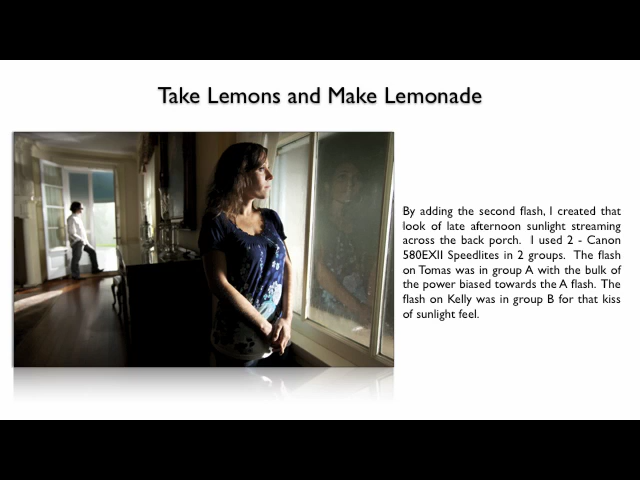 Take Lemons and Make Lemonade
By adding the second flash, I created that
look of late afternoon sunlight streaming
across the back porch. I used 2 - Canon
580EXII Speedlites in 2 groups. The flash
on Tomas was in group A with the bulk of
the power biased towards the A flash. The
flash on Kelly was in group B for that kiss
of sunlight feel.